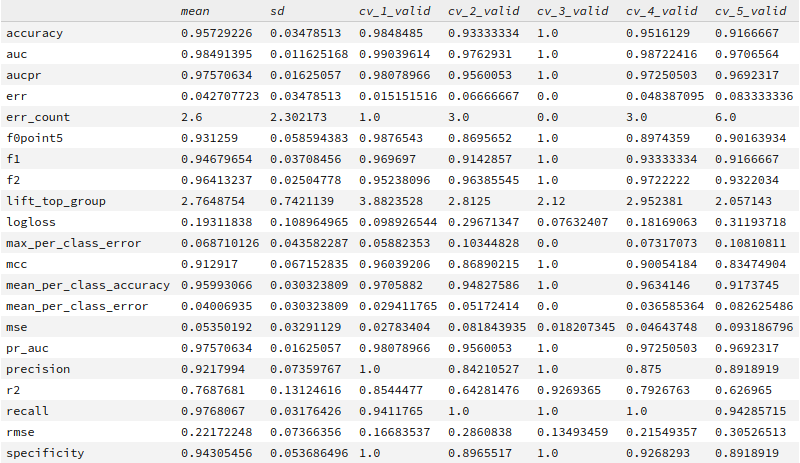 mean sd cv_1_valid cv_2_valid cv_3_valid cv_4_valid cv_5_valid
accuracy 0.95729226 0.03478513 0.9848485 0.93333334 1.0 0.9516129 0.9166667
auc 0.98491395 0.011625168 0.99039614 0.9762931 1.0 0.98722416 0.9706564
aucpr 0.97570634 0.01625057 0.98078966 0.9560053 1.0 0.97250503 0.9692317
err 0.042707723 0.03478513 0.015151516 0.06666667 0.0 0.048387095 0.083333336
err_count 2.6 2.302173 1.0 3.0 0.0 3.0 6.0
f0point5 0.931259 0.058594383 0.9876543 0.8695652 1.0 0.8974359 0.90163934
f1 0.94679654 0.03708456 0.969697 0.9142857 1.0 0.93333334 0.9166667
f2 0.96413237 0.02504778 0.95238096 0.96385545 1.0 0.9722222 0.9322034
lift_top_group 2.7648754 0.7421139 3.8823528 2.8125 2.12 2.952381 2.057143
logloss 0.19311838 0.108964965 0.098926544 0.29671347 0.07632407 0.18169063 0.31193718
max_per_class_error 0.068710126 0.043582287 0.05882353 0.10344828 0.0 0.07317073 0.10810811
mcc 0.912917 0.067152835 0.96039206 0.86890215 1.0 0.90054184 0.83474904
mean_per_class_accuracy 0.95993066 0.030323809 0.9705882 0.94827586 1.0 0.9634146 0.9173745
mean_per_class_error 0.04006935 0.030323809 0.029411765 0.05172414 0.0 0.036585364 0.082625486
mse 0.05350192 0.03291129 0.02783404 0.081843935 0.018207345 0.04643748 0.093186796
pr_auc 0.97570634 0.01625057 0.98078966 0.9560053 1.0 0.97250503 0.9692317
precision 0.9217994 0.07359767 1.0 0.84210527 1.0 0.875 0.8918919
r2 0.7687681 0.13124616 0.8544477 0.64281476 0.9269365 0.7926763 0.626965
recall 0.9768067 0.03176426 0.9411765 1.0 1.0 1.0 0.94285715
rmse 0.22172248 0.07366356 0.16683537 0.2860838 0.13493459 0.21549357 0.30526513
specificity 0.94305456 0.053686496 1.0 0.8965517 1.0 0.9268293 0.8918919